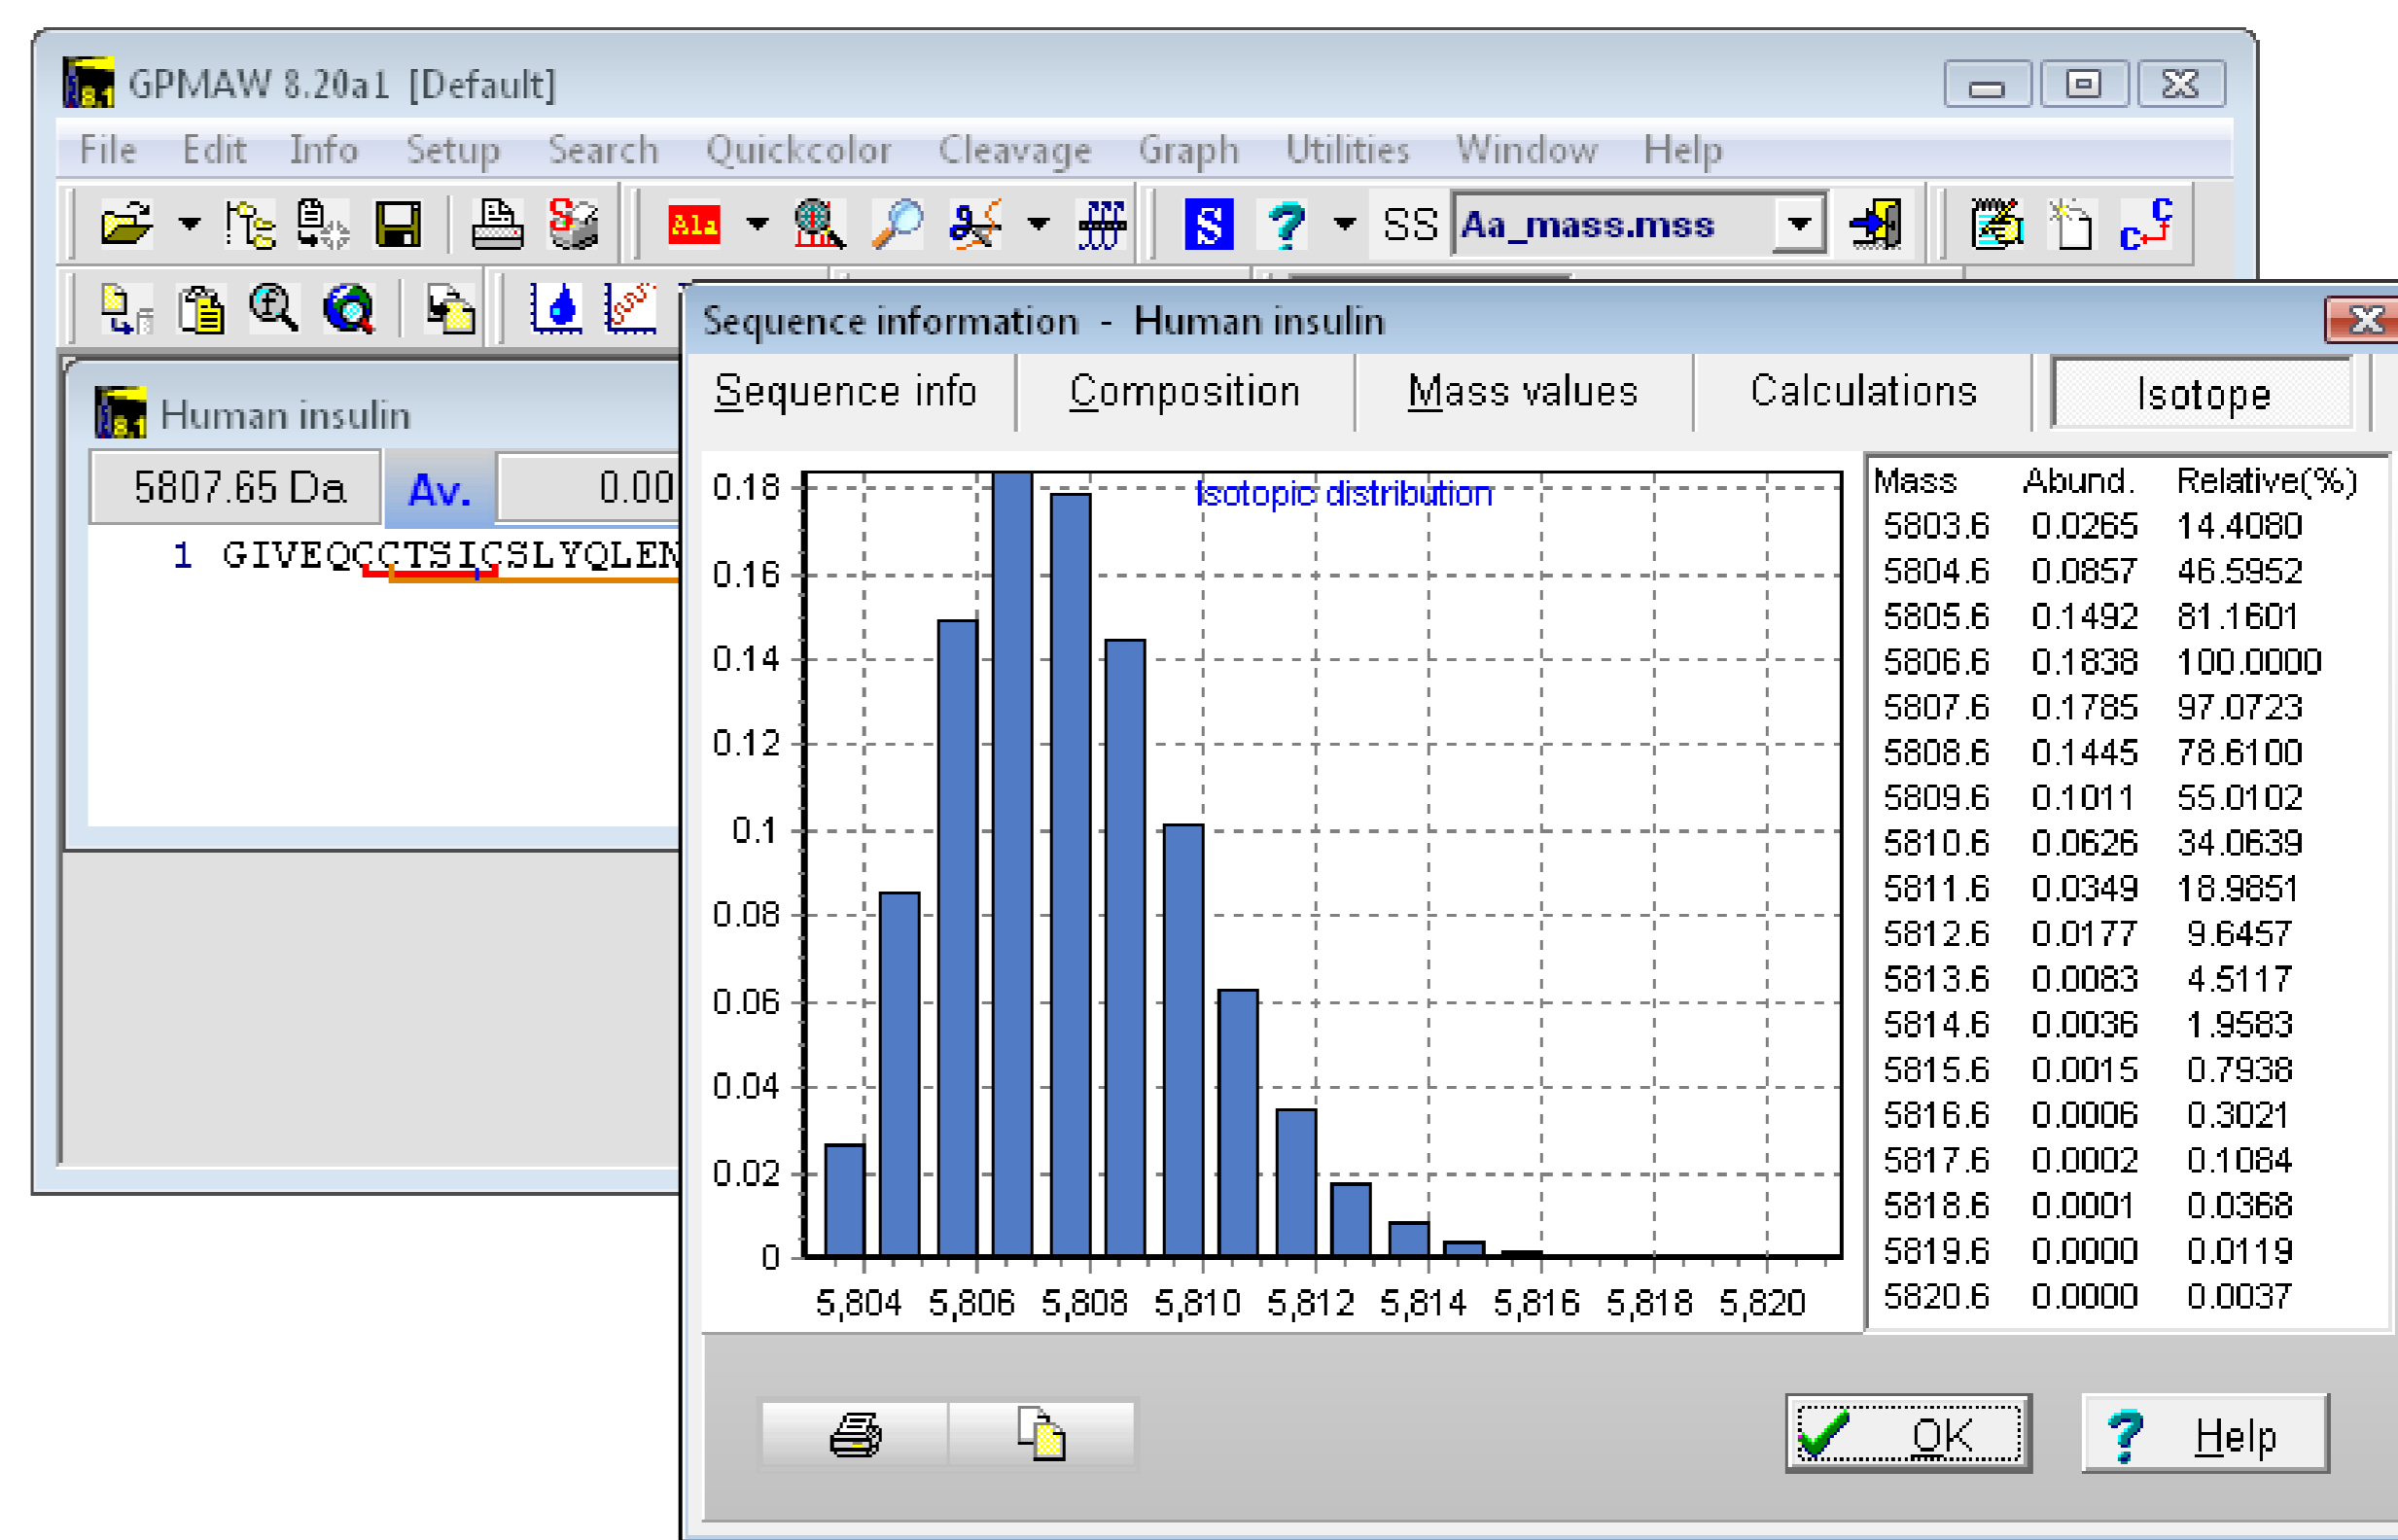 GPMAW 8.20a1 [Default]
File Edit Info Setup Search Quickcolor Cleavage Graph Utilities Window Help
Ala S ? SS Aa_mass.mss
Sequence information - Human insulin
Sequence info Composition Mass values Calculations Isotope
Human insulin
5807.65 Da Av. 0.00
1 GIVEQCCTSICSLYQLEN
Isotopic distribution
0.18
0.16
0.14
0.12
0.1
0.08
0.06
0.04
0.02
0
5,804 5,806 5,808 5,810 5,812 5,814 5,816 5,818 5,820
Mass Abund. Relative(%)
5803.6 0.0265 14.4080
5804.6 0.0857 46.5952
5805.6 0.1492 81.1601
5806.6 0.1838 100.0000
5807.6 0.1785 97.0723
5808.6 0.1445 78.6100
5809.6 0.1011 55.0102
5810.6 0.0626 34.0639
5811.6 0.0349 18.9851
5812.6 0.0177 9.6457
5813.6 0.0083 4.5117
5814.6 0.0036 1.9583
5815.6 0.0015 0.7938
5816.6 0.0006 0.3021
5817.6 0.0002 0.1084
5818.6 0.0001 0.0368
5819.6 0.0000 0.0119
5820.6 0.0000 0.0037
OK ? Help